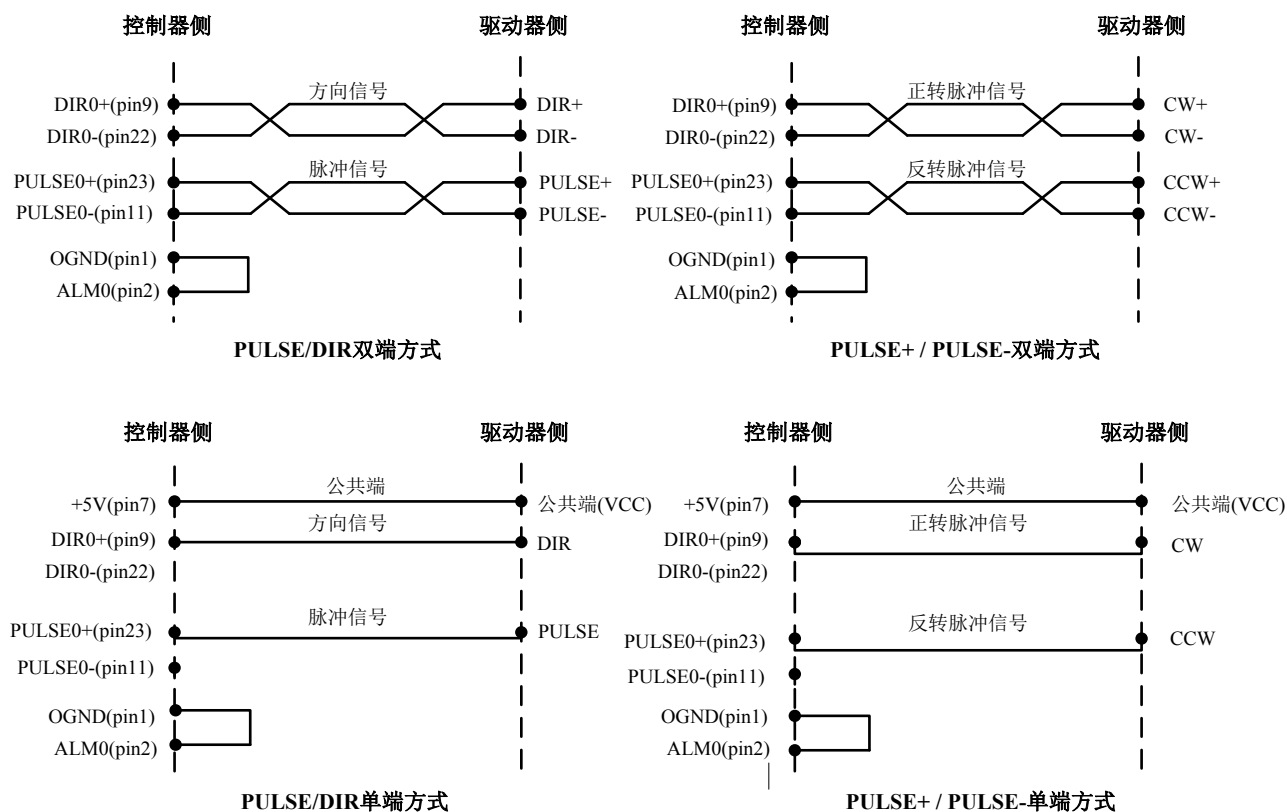 控制器侧 驱动器侧
方向信号
DIR0+(pin9) DIR+
DIR0-(pin22) DIR-
脉冲信号
PULSE0+(pin23) PULSE+
PULSE0-(pin11) PULSE-
OGND(pin1)
ALM0(pin2)
PULSE/DIR双端方式
控制器侧 驱动器侧
正转脉冲信号
DIR0+(pin9) CW+
DIR0-(pin22) CW-
反转脉冲信号
PULSE0+(pin23) CCW+
PULSE0-(pin11) CCW-
OGND(pin1)
ALM0(pin2)
PULSE+ / PULSE-双端方式
控制器侧 驱动器侧
公共端
+5V(pin7) 公共端(VCC)
方向信号
DIR0+(pin9) DIR
DIR0-(pin22)
脉冲信号
PULSE0+(pin23) PULSE
PULSE0-(pin11)
OGND(pin1)
ALM0(pin2)
PULSE/DIR单端方式
控制器侧 驱动器侧
公共端
+5V(pin7) 公共端(VCC)
正转脉冲信号
DIR0+(pin9) CW
DIR0-(pin22)
反转脉冲信号
PULSE0+(pin23) CCW
PULSE0-(pin11)
OGND(pin1)
ALM0(pin2)
PULSE+ / PULSE-单端方式